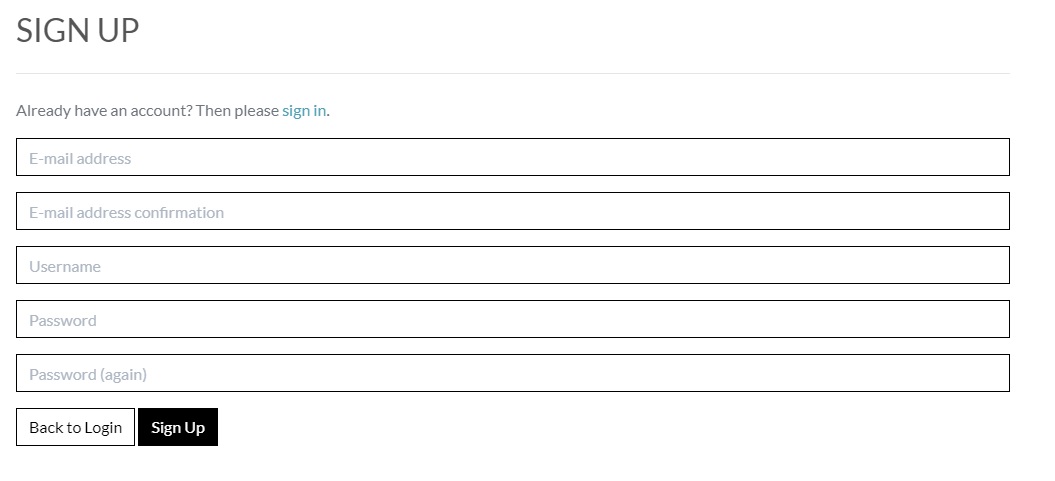 SIGN UP
Already have an account? Then please sign in.
E-mail address
E-mail address confirmation
Username
Password
Password (again)
Back to Login Sign Up